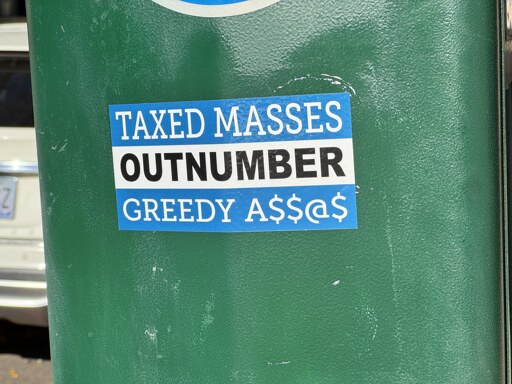 TAXED MASSES
OUTNUMBER
GREEDY A$$@$